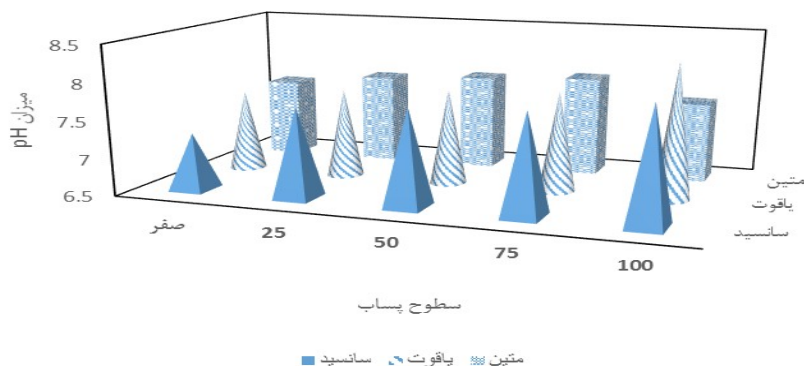 8.5
8
7.5
7
6.5
میزلن pH
صفر
25
50
75
100
متین
یاقوت
سانسید
سطوح پساب
سانسید یاقوت متین